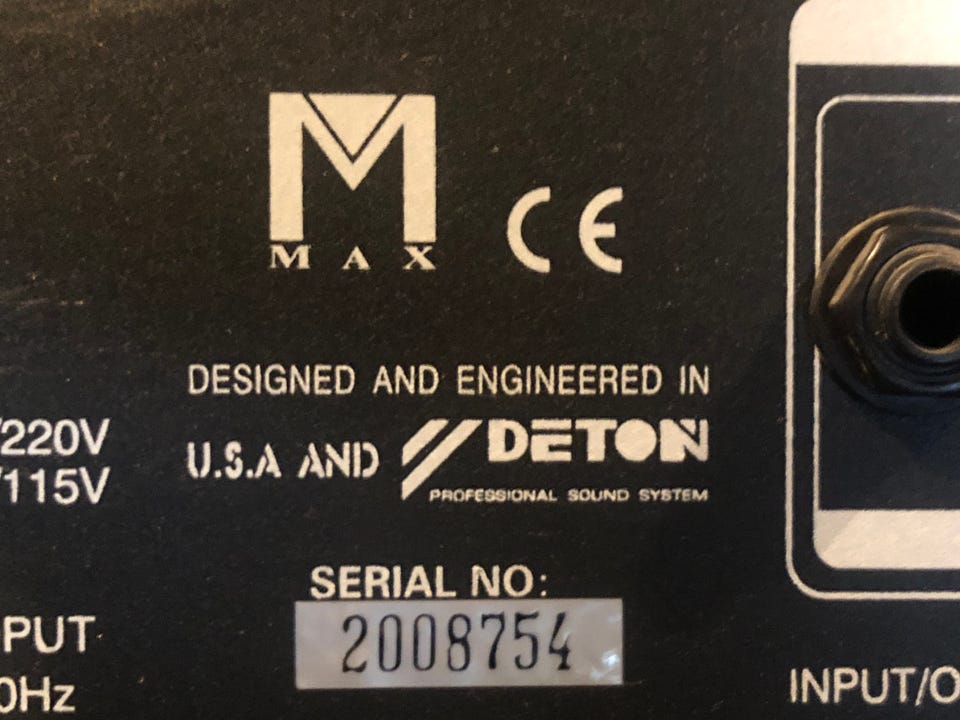 M
MAX
CE
DESIGNED AND ENGINEERED IN
U.S.A AND DETON
PROFESSIONAL SOUND SYSTEM
/220V
/115V
SERIAL NO:
2008754
PUT
0Hz
INPUT/O